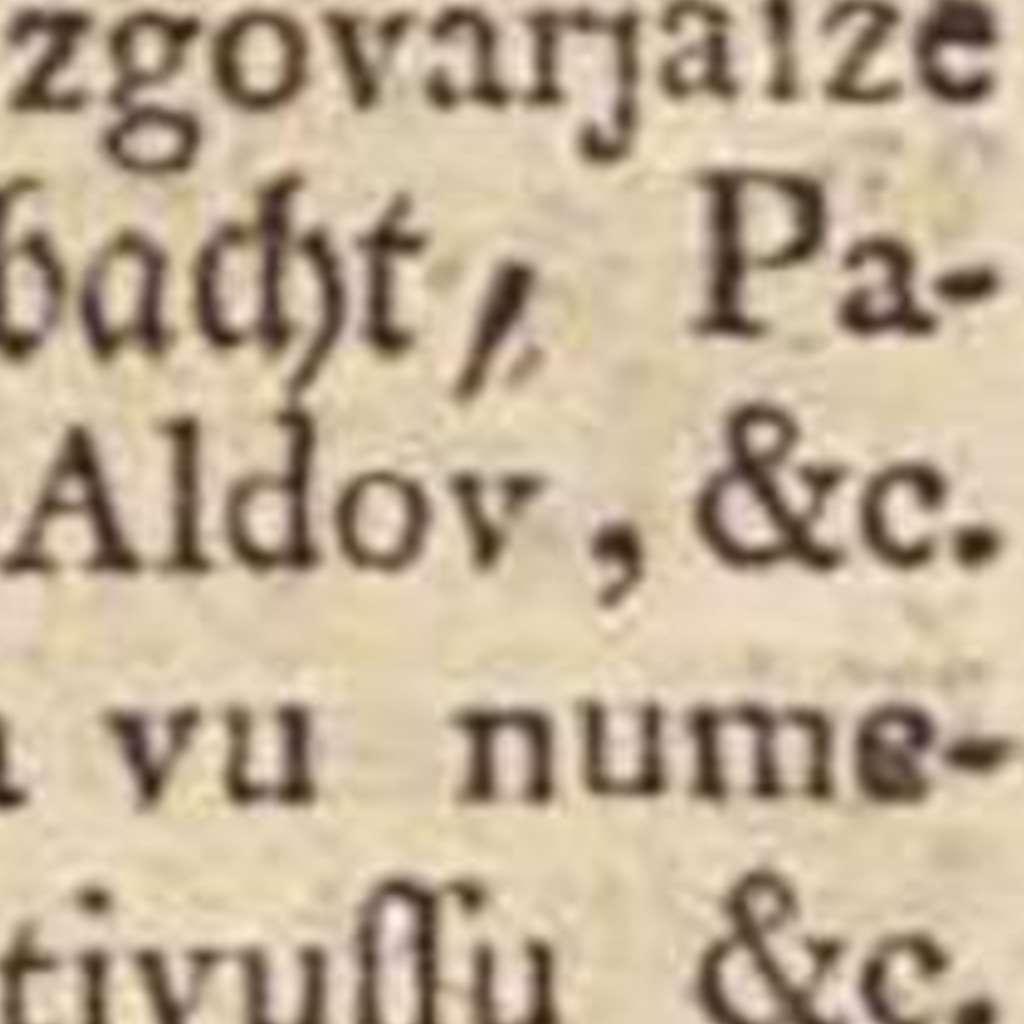 zgovarjaize
bacht, Pa-
Aldov, &c.
vu nume-
tivuſſu &c.